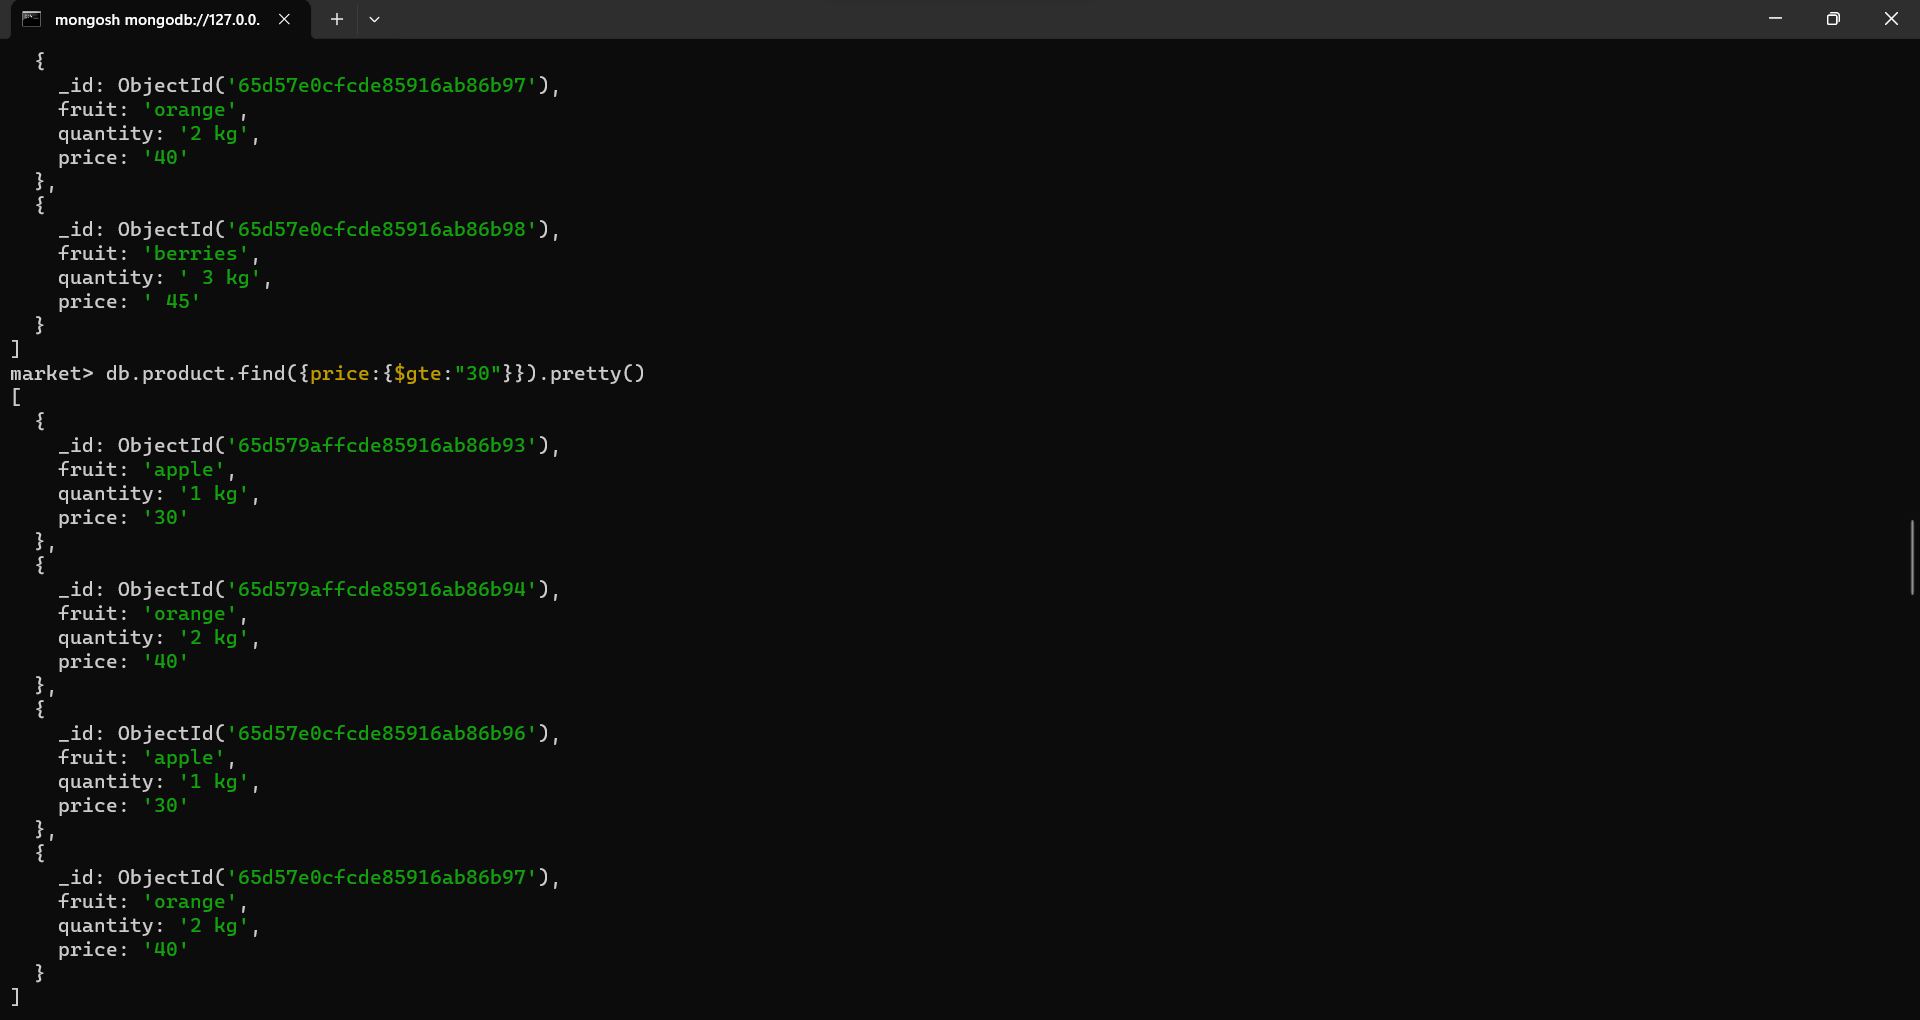 mongosh mongodb://127.0.0.
{
_id: ObjectId('65d57e0cfcde85916ab86b97'),
fruit: 'orange',
quantity: '2 kg',
price: '40'
},
{
_id: ObjectId('65d57e0cfcde85916ab86b98'),
fruit: 'berries',
quantity: ' 3 kg',
price: ' 45'
}
]
market> db.product.find({price:{$gte:"30"}}).pretty()
[
{
_id: ObjectId('65d579affcde85916ab86b93'),
fruit: 'apple',
quantity: '1 kg',
price: '30'
},
{
_id: ObjectId('65d579affcde85916ab86b94'),
fruit: 'orange',
quantity: '2 kg',
price: '40'
},
{
_id: ObjectId('65d57e0cfcde85916ab86b96'),
fruit: 'apple',
quantity: '1 kg',
price: '30'
},
{
_id: ObjectId('65d57e0cfcde85916ab86b97'),
fruit: 'orange',
quantity: '2 kg',
price: '40'
}
]